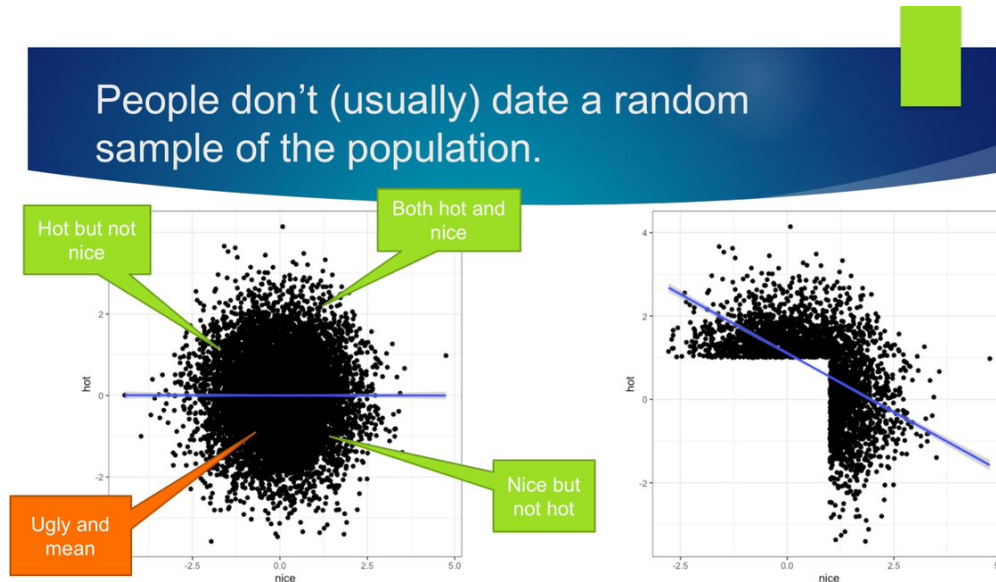 People don’t (usually) date a random
sample of the population.
Hot but not
nice
Both hot and
nice
Ugly and
mean
Nice but
not hot
hot
2
0
-2
-2.5
0.0
2.5
5.0
nice
hot
4
2
0
-2
-2.5
0.0
2.5
5.0
nice